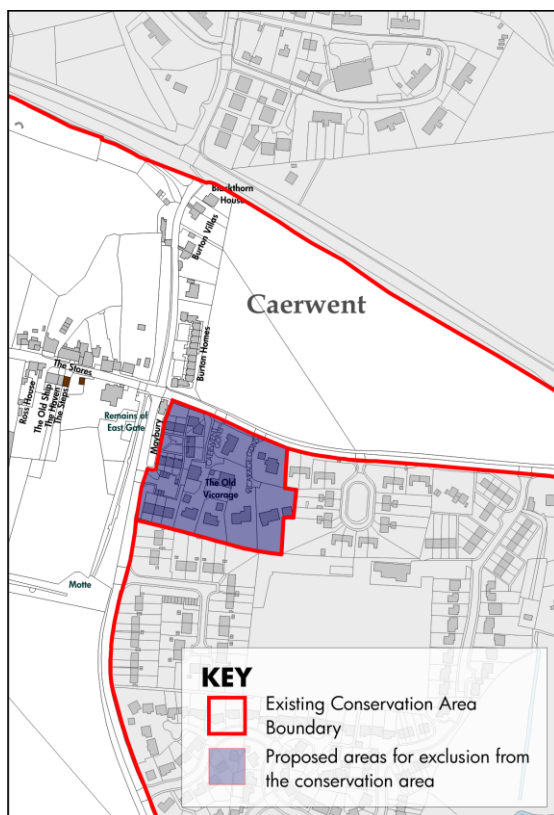 Blackthorn
House
Burton Villas
Caerwent
Burton Homes
The Stores
Ross House
The Old Ship
The Haven
The Steps
Remains of
East Gate
Maybury
The Old
Vicarage
Motte
KEY
Existing Conservation Area
Boundary
Proposed areas for exclusion from
the conservation area